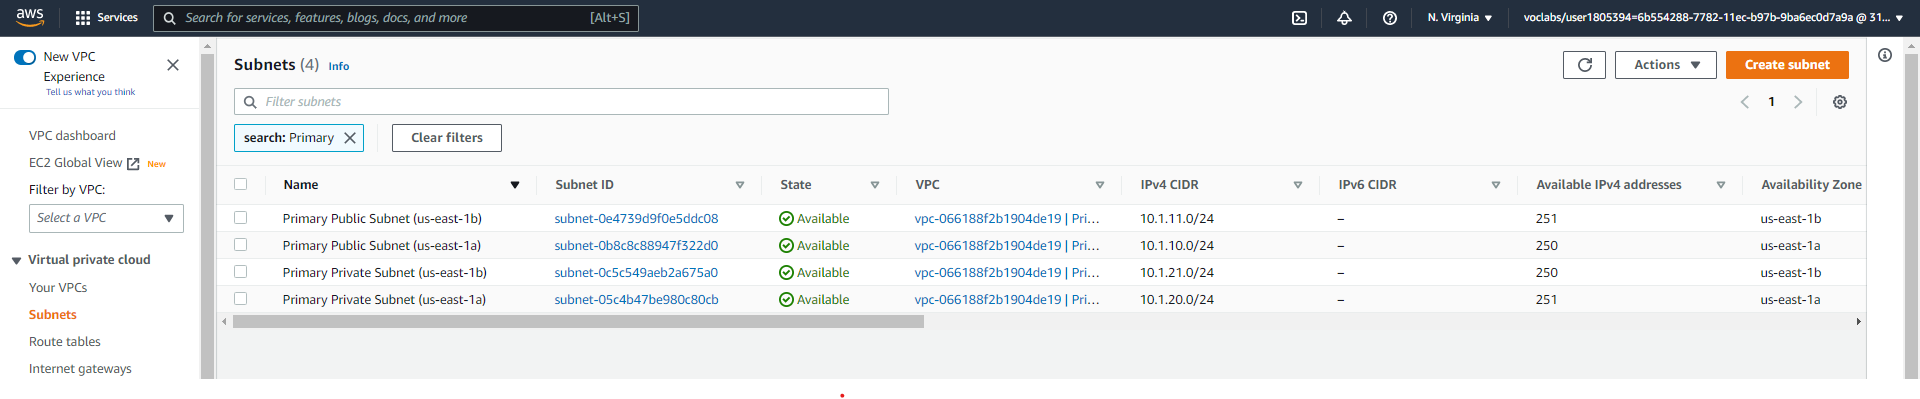 aws Services Search for services, features, blogs, docs, and more [Alt+S] N. Virginia voclabs/user1805394=6b554288-7782-11ec-b97b-9ba6ec0d7a9a @ 31...
New VPC
Experience
Tell us what you think
VPC dashboard
EC2 Global View New
Filter by VPC:
Select a VPC
Virtual private cloud
Your VPCs
Subnets
Route tables
Internet gateways
Subnets (4) Info
Actions
Create subnet
Filter subnets
1
search: Primary
Clear filters
Name Subnet ID State VPC IPv4 CIDR IPv6 CIDR Available IPv4 addresses Availability Zone
Primary Public Subnet (us-east-1b) subnet-0e4739d9f0e5ddc08 Available vpc-066188f2b1904de19 | Pri... 10.1.11.0/24 – 251 us-east-1b
Primary Public Subnet (us-east-1a) subnet-0b8c8c88947f322d0 Available vpc-066188f2b1904de19 | Pri... 10.1.10.0/24 – 250 us-east-1a
Primary Private Subnet (us-east-1b) subnet-0c5c549aeb2a675a0 Available vpc-066188f2b1904de19 | Pri... 10.1.21.0/24 – 250 us-east-1b
Primary Private Subnet (us-east-1a) subnet-05c4b47be980c80cb Available vpc-066188f2b1904de19 | Pri... 10.1.20.0/24 – 251 us-east-1a